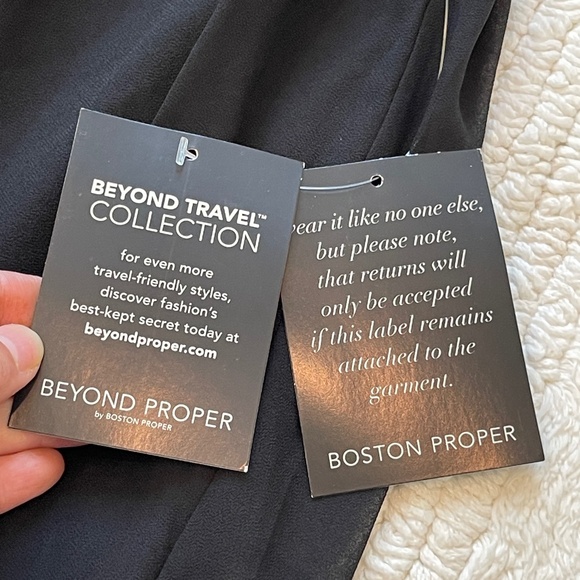 BEYOND TRAVEL™
COLLECTION
for even more
travel-friendly styles,
discover fashion's
best-kept secret today at
beyondproper.com
BEYOND PROPER
by BOSTON PROPER
wear it like no one else,
but please note,
that returns will
only be accepted
if this label remains
attached to the
garment.
BOSTON PROPER